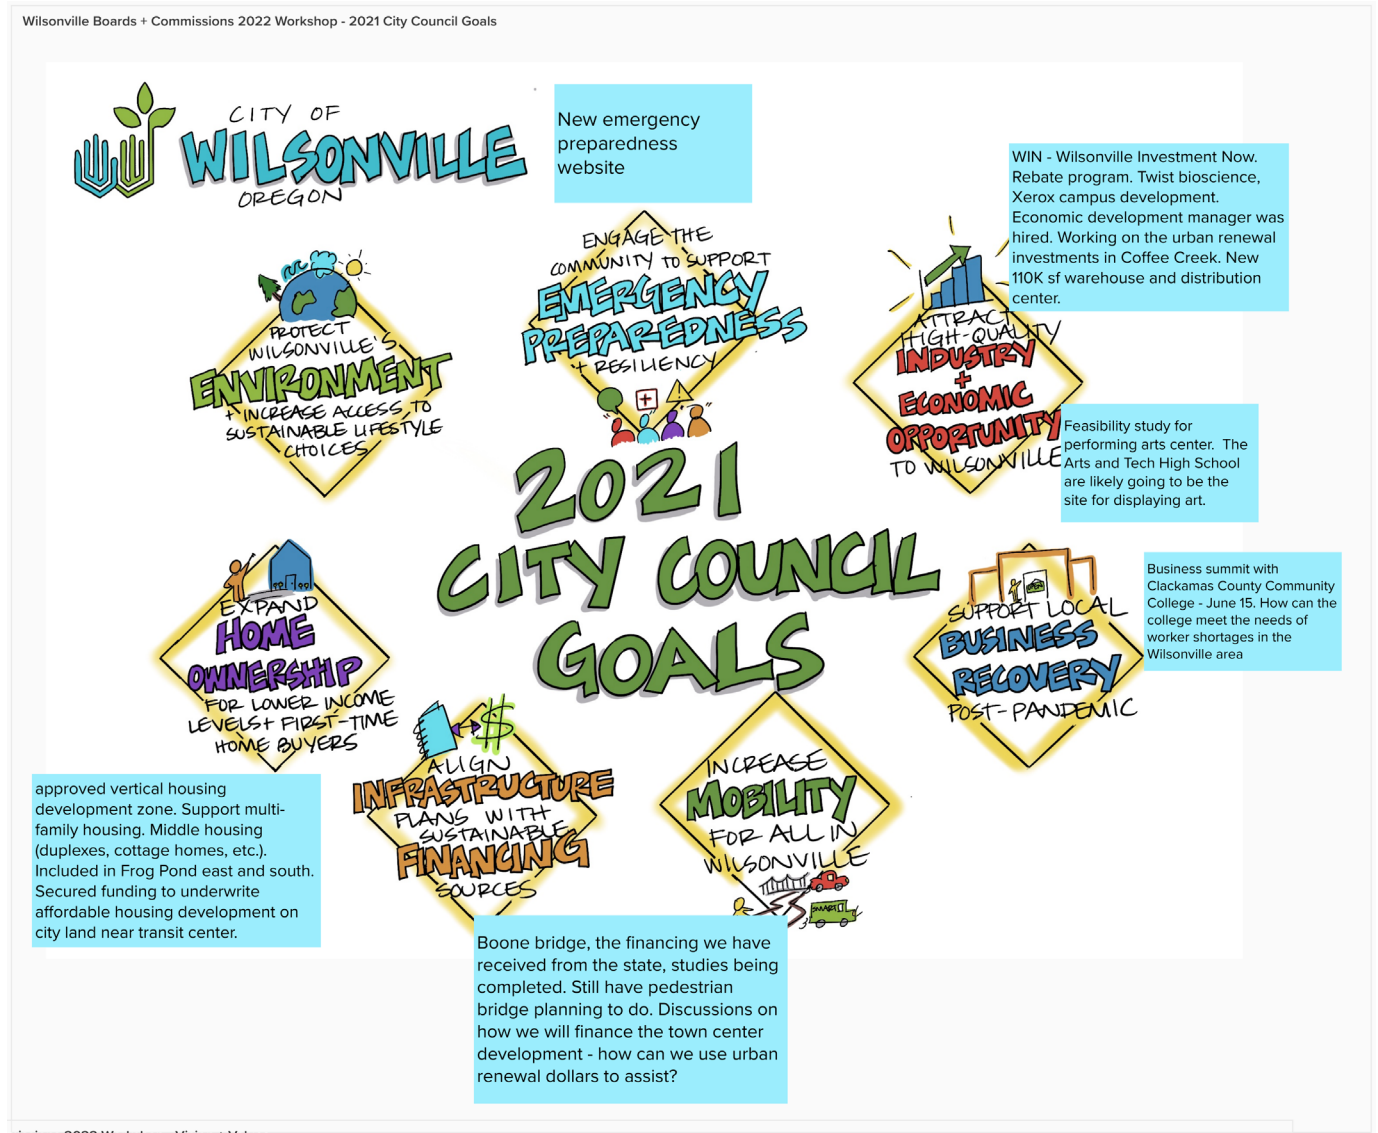 Wilsonville Boards + Commissions 2022 Workshop - 2021 City Council Goals
CITY OF
WILSONVILLE
OREGON
New emergency
preparedness
website
WIN - Wilsonville Investment Now.
Rebate program. Twist bioscience,
Xerox campus development.
Economic development manager was
hired. Working on the urban renewal
investments in Coffee Creek. New
110K sf warehouse and distribution
center.
PROTECT
WILSONVILLE'S
ENVIRONMENT
+ INCREASE ACCESS TO
SUSTAINABLE LIFESTYLE
CHOICES
ENGAGE THE
COMMUNITY TO SUPPORT
EMERGENCY
PREPAREDNESS
+ RESILIENCY
ATTRACT
HIGH-QUALITY
INDUSTRY
+
ECONOMIC
OPPORTUNITY
TO WILSONVILLE
Feasibility study for
performing arts center. The
Arts and Tech High School
are likely going to be the
site for displaying art.
2021
CITY COUNCIL
GOALS
EXPAND
HOME
OWNERSHIP
FOR LOWER INCOME
LEVELS + FIRST-TIME
HOME BUYERS
approved vertical housing
development zone. Support multi-
family housing. Middle housing
(duplexes, cottage homes, etc.).
Included in Frog Pond east and south.
Secured funding to underwrite
affordable housing development on
city land near transit center.
$
ALIGN
INFRASTRUCTURE
PLANS WITH
SUSTAINABLE
FINANCING
SOURCES
INCREASE
MOBILITY
FOR ALL IN
WILSONVILLE
SMART
Boone bridge, the financing we have
received from the state, studies being
completed. Still have pedestrian
bridge planning to do. Discussions on
how we will finance the town center
development - how can we use urban
renewal dollars to assist?
OPEN
SUPPORT LOCAL
BUSINESS
RECOVERY
POST-PANDEMIC
Business summit with
Clackamas County Community
College - June 15. How can the
college meet the needs of
worker shortages in the
Wilsonville area